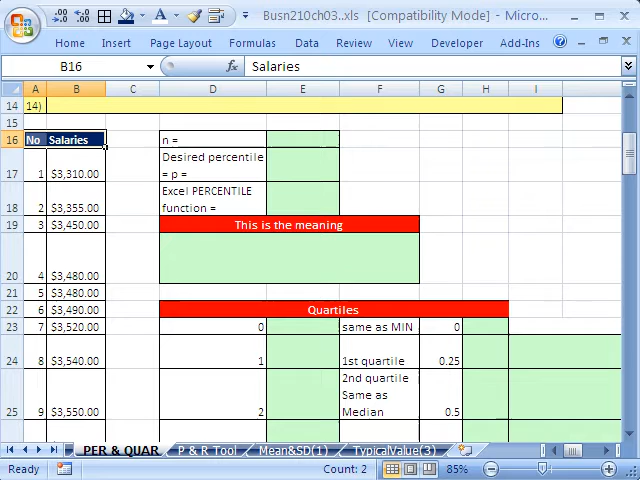 Busn210ch03..xls [Compatibility Mode] - Micro...
Home Insert Page Layout Formulas Data Review View Developer Add-Ins
B16 fx Salaries
A B C D E F G H I
14 14)
15
16 No Salaries n =
17 1 $3,310.00 Desired percentile
= p =
18 2 $3,355.00 Excel PERCENTILE
function =
19 3 $3,450.00 This is the meaning
20 4 $3,480.00
21 5 $3,480.00
22 6 $3,490.00 Quartiles
23 7 $3,520.00 0 same as MIN 0
24 8 $3,540.00 1 1st quartile 0.25
25 9 $3,550.00 2 2nd quartile
Same as
Median 0.5
PER & QUAR P & R Tool Mean&SD(1) TypicalValue(3)
Ready Count: 2 85%